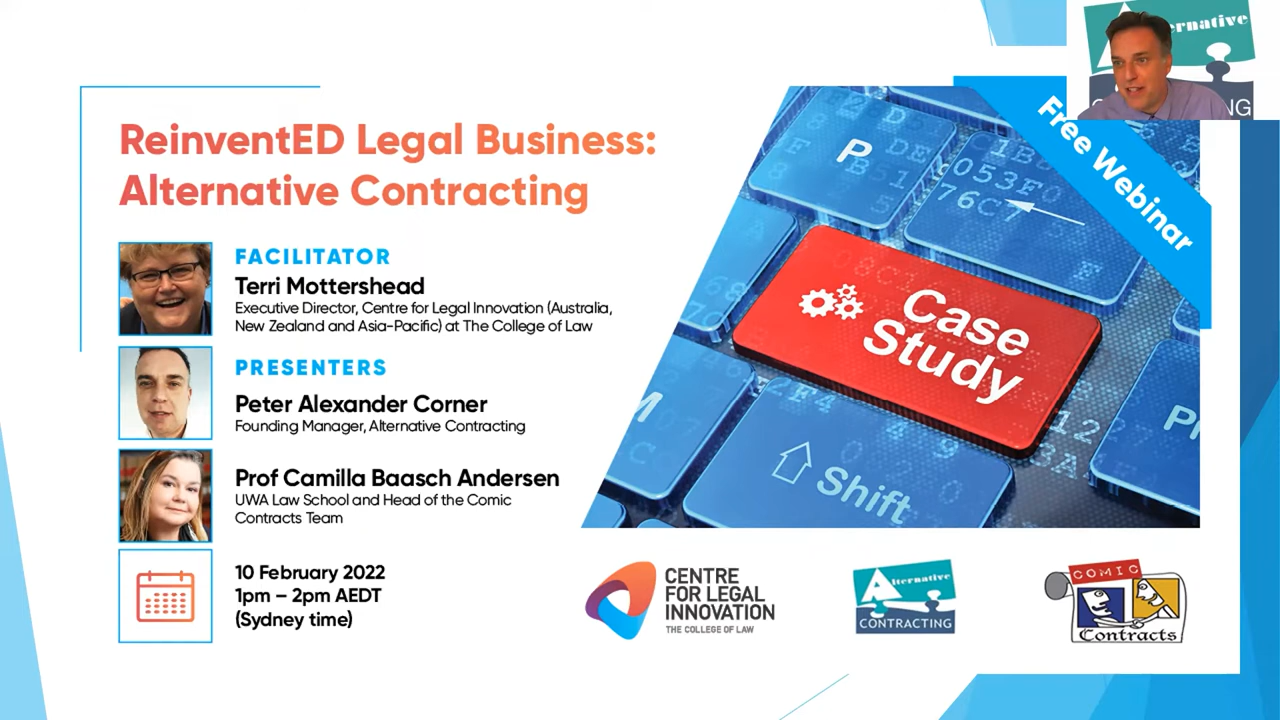 ReinventED Legal Business:
Alternative Contracting
FACILITATOR
Terri Mottershead
Executive Director, Centre for Legal Innovation (Australia,
New Zealand and Asia-Pacific) at The College of Law
PRESENTERS
Peter Alexander Corner
Founding Manager, Alternative Contracting
Prof Camilla Baasch Andersen
UWA Law School and Head of the Comic
Contracts Team
10 February 2022
1pm – 2pm AEDT
(Sydney time)
Free Webinar
P
053F0
76C7
Case
Study
Shift
CENTRE
FOR LEGAL
INNOVATION
THE COLLEGE OF LAW
Alternative
CONTRACTING
COMIC
Contracts